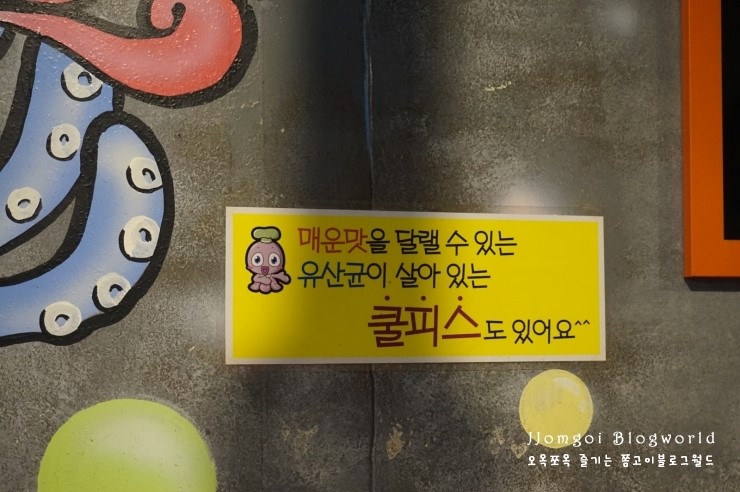 매운맛을 달랠 수 있는
유산균이 살아 있는
쿨피스도 있어요^^
JJomgoi Blogworld
오목쪼옥 즐기는 쫌고이블로그월드